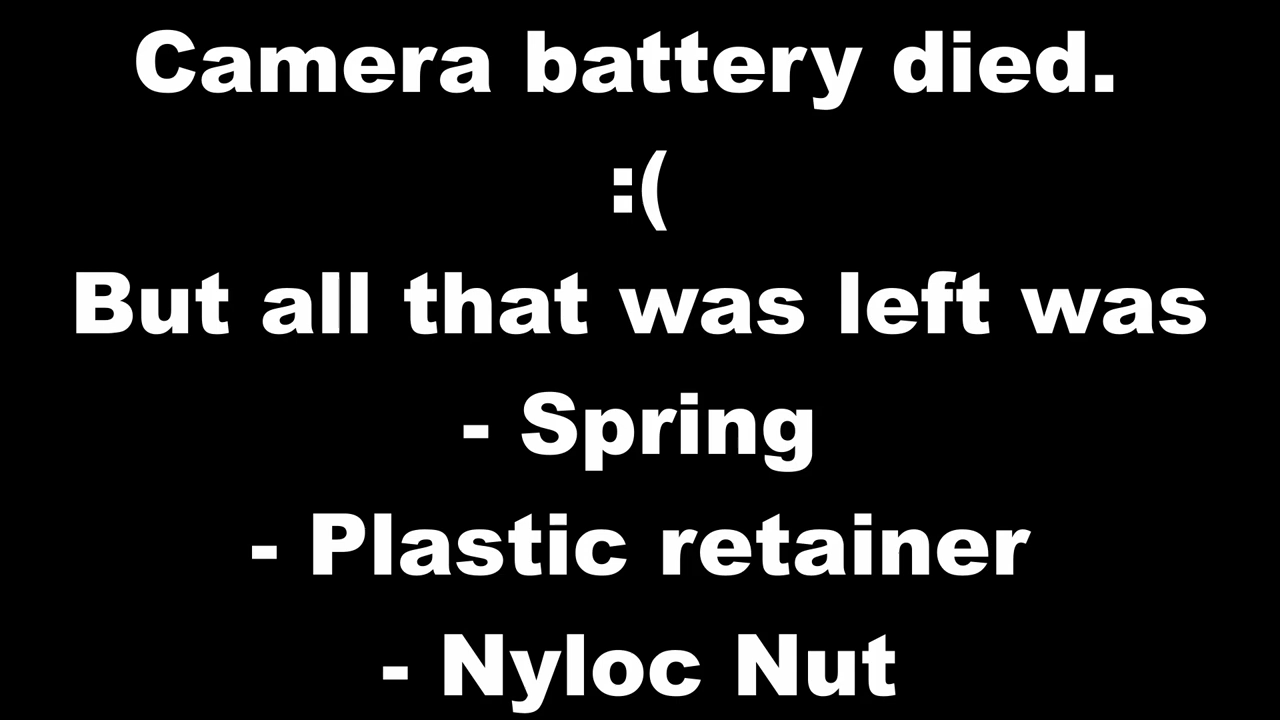 Camera battery died.
:(
But all that was left was
- Spring
- Plastic retainer
- Nyloc Nut